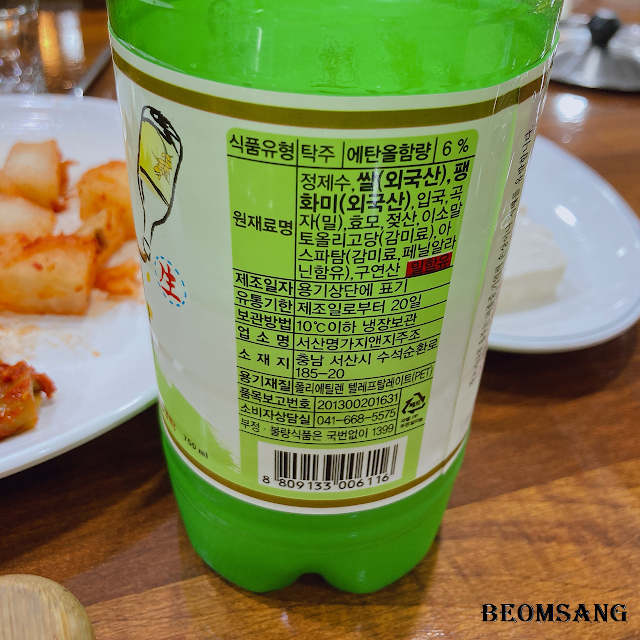 식품유형 탁주 에탄올함량 6 %
원재료명 정제수, 쌀(외국산), 팽
화미(외국산), 입국, 곡
자(밀), 효모, 젖산, 이소말
토올리고당(감미료), 아
스파탐(감미료, 페닐알라
닌함유), 구연산 밀함유
제조일자 용기상단에 표기
유통기한 제조일로부터 20일
보관방법 10℃이하 냉장보관
업 소 명 서산명가지앤지주조
소 재 지 충남 서산시 수석산환로
185-20
용기재질 폴리에틸렌 텔레프탈레이트(PET)
품목보고번호 201300201631
소비자상담실 041-668-5575
부정·불량식품은 국번없이 1399
生
750 ml
8 809133 006116
BEOMSANG